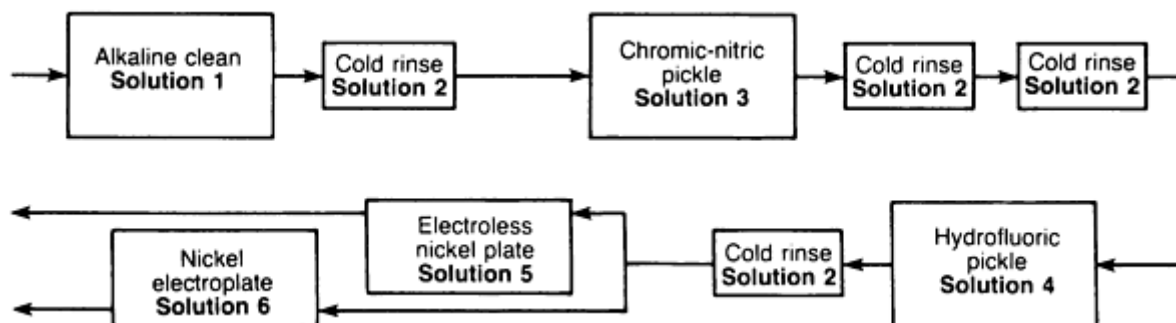 Alkaline clean
Solution 1
Cold rinse
Solution 2
Chromic-nitric
pickle
Solution 3
Cold rinse
Solution 2
Cold rinse
Solution 2
Electroless
nickel plate
Solution 5
Nickel
electroplate
Solution 6
Cold rinse
Solution 2
Hydrofluoric
pickle
Solution 4